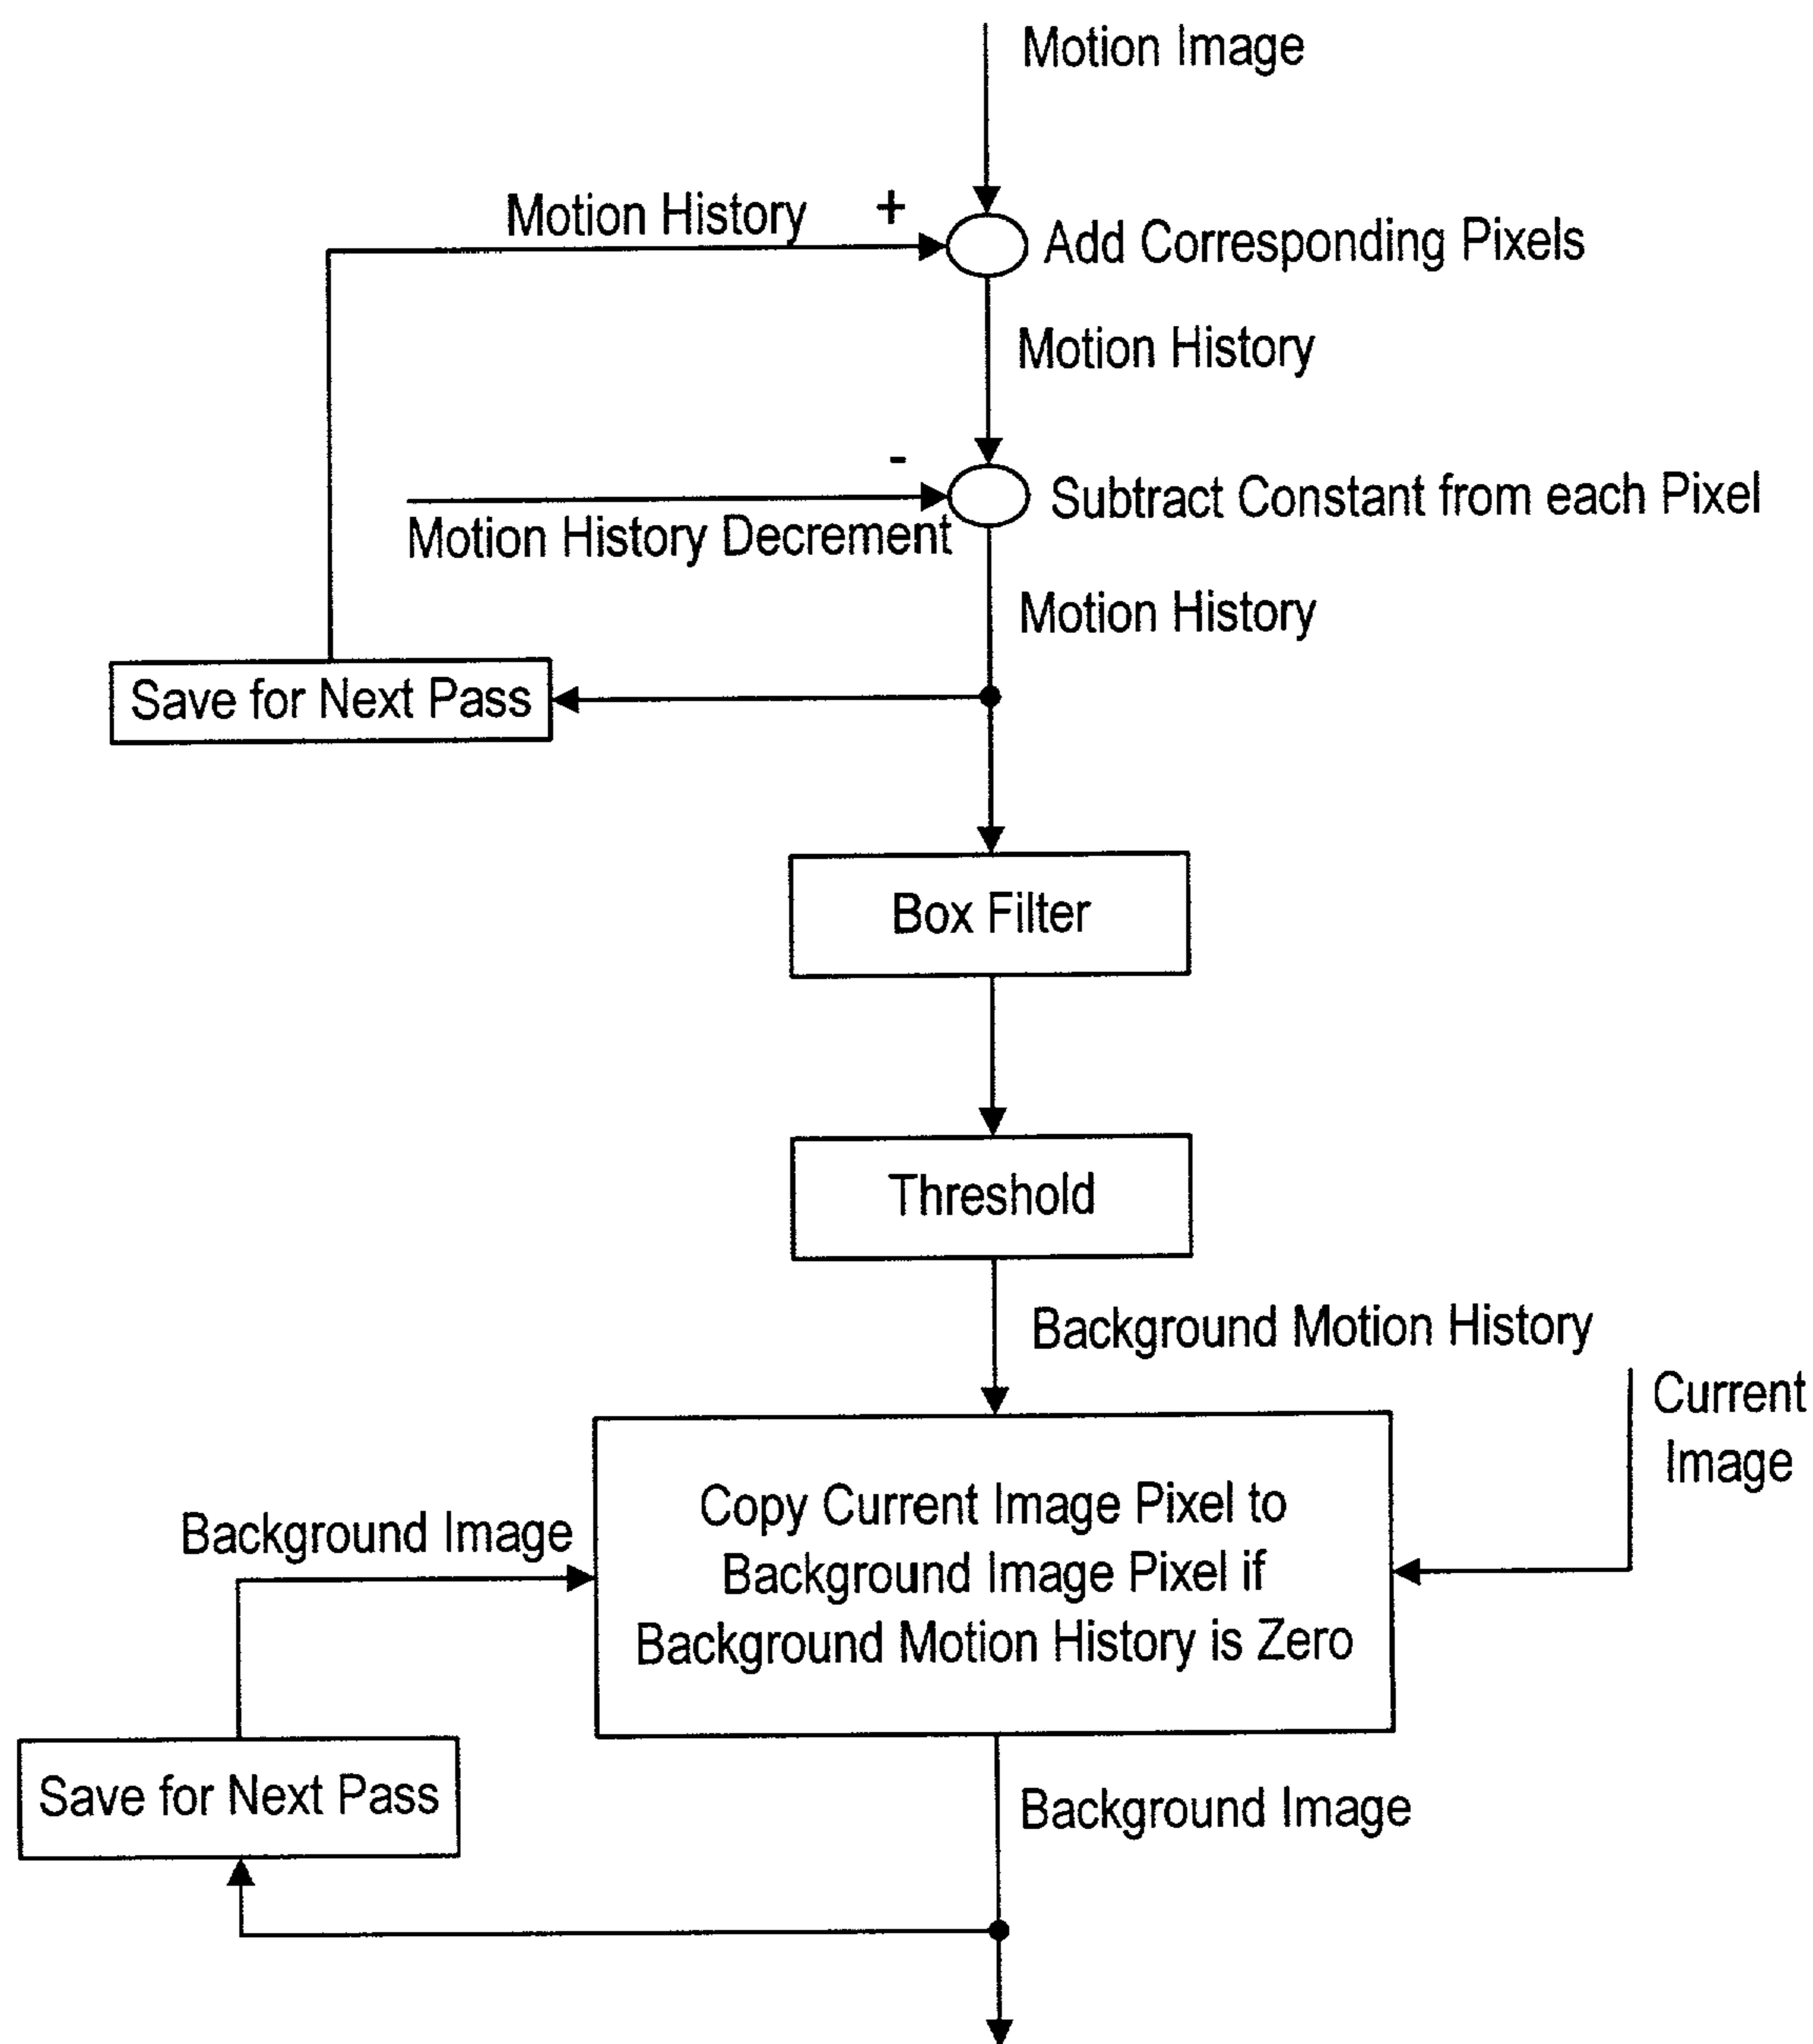 Motion Image
Motion History
+
Add Corresponding Pixels
Motion History
-
Subtract Constant from each Pixel
Motion History Decrement
Motion History
Save for Next Pass
Box Filter
Threshold
Background Motion History
Current
Image
Copy Current Image Pixel to
Background Image Pixel if
Background Motion History is Zero
Background Image
Save for Next Pass
Background Image